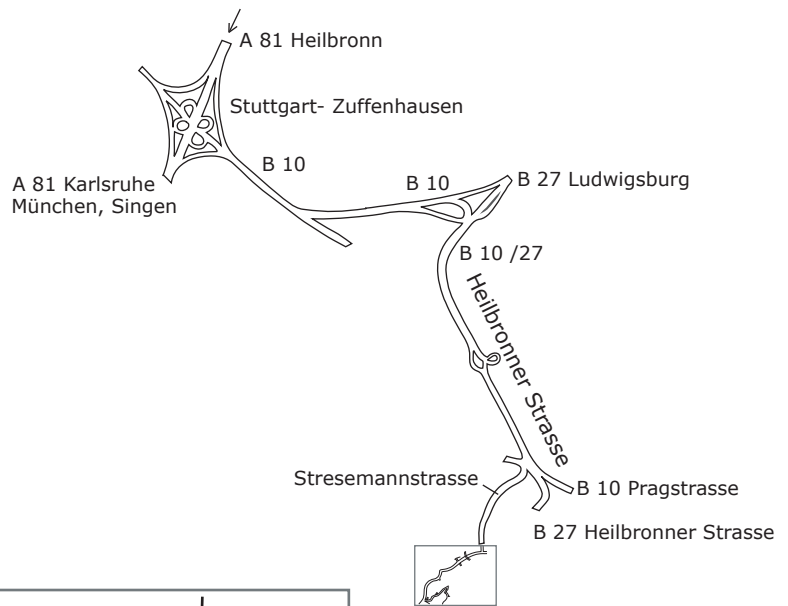 A 81 Heilbronn
Stuttgart- Zuffenhausen
B 10
A 81 Karlsruhe
München, Singen
B 10
B 27 Ludwigsburg
B 10 /27
Heilbronner Strasse
Stresemannstrasse
B 10 Pragstrasse
B 27 Heilbronner Strasse